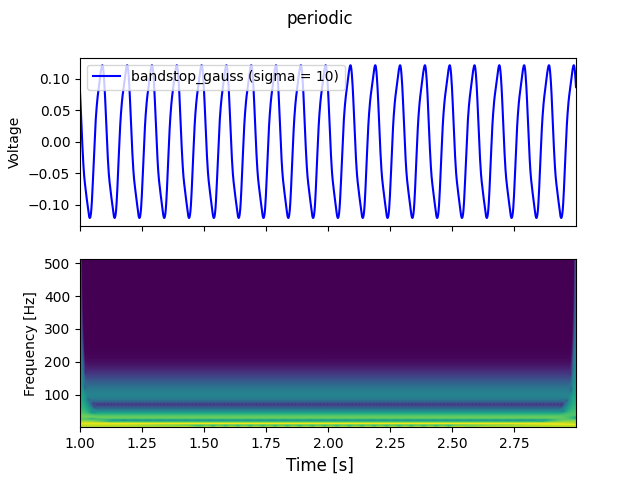 periodic
bandstop_gauss (sigma = 10)
Voltage
0.10
0.05
0.00
−0.05
−0.10
Frequency [Hz]
500
400
300
200
100
1.00 1.25 1.50 1.75 2.00 2.25 2.50 2.75
Time [s]